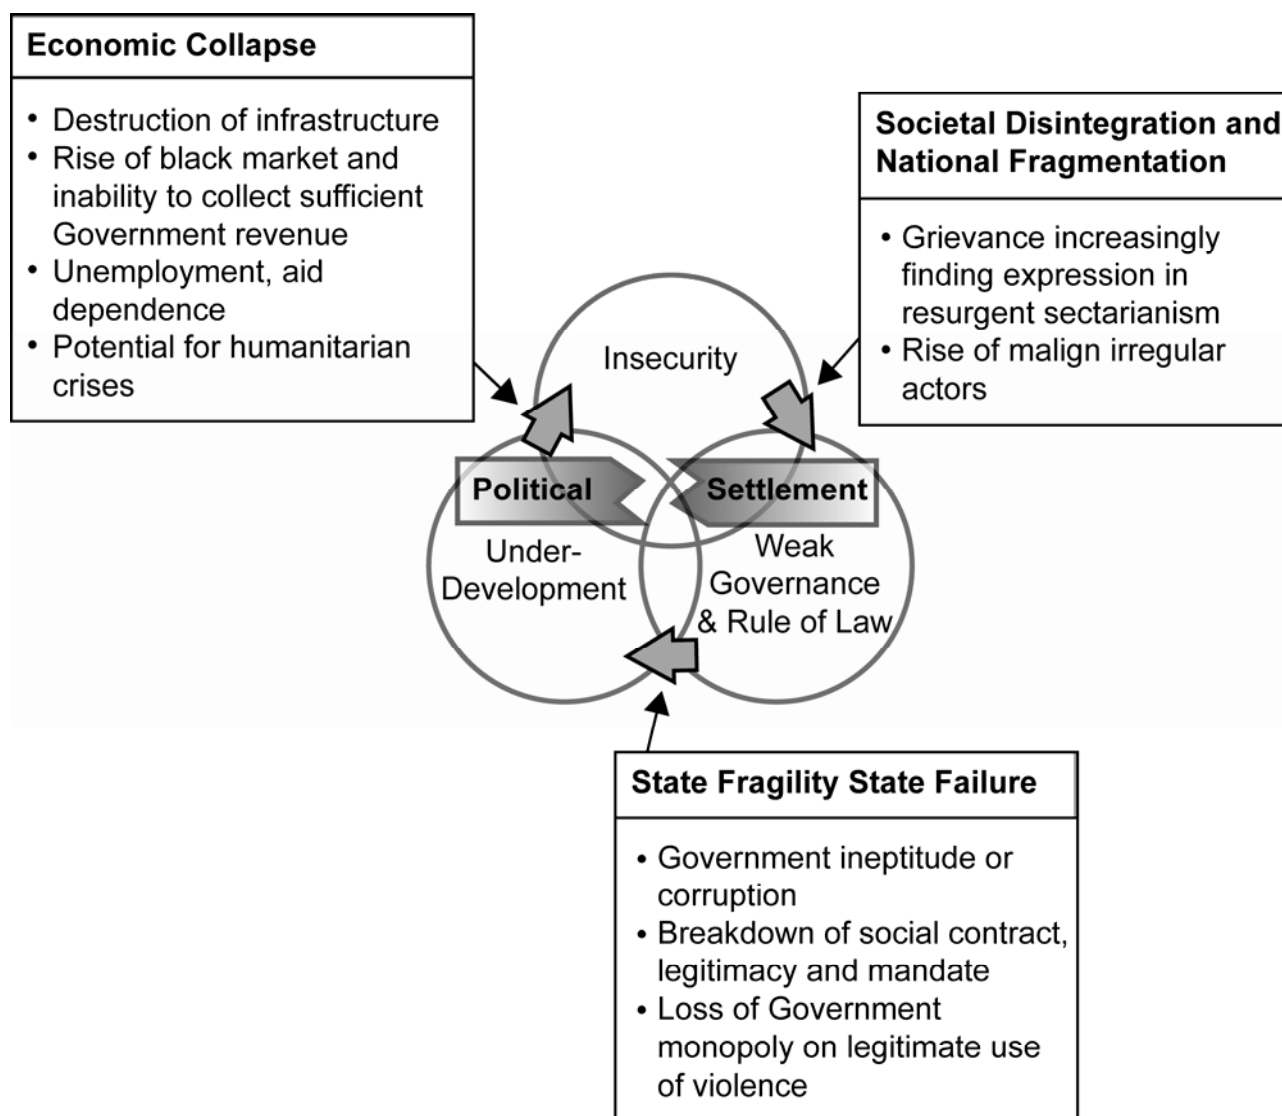 Economic Collapse
• Destruction of infrastructure
• Rise of black market and
inability to collect sufficient
Government revenue
• Unemployment, aid
dependence
• Potential for humanitarian
crises
Societal Disintegration and
National Fragmentation
• Grievance increasingly
finding expression in
resurgent sectarianism
• Rise of malign irregular
actors
Insecurity
Political
Settlement
Under-
Development
Weak
Governance
& Rule of Law
State Fragility State Failure
• Government ineptitude or
corruption
• Breakdown of social contract,
legitimacy and mandate
• Loss of Government
monopoly on legitimate use
of violence